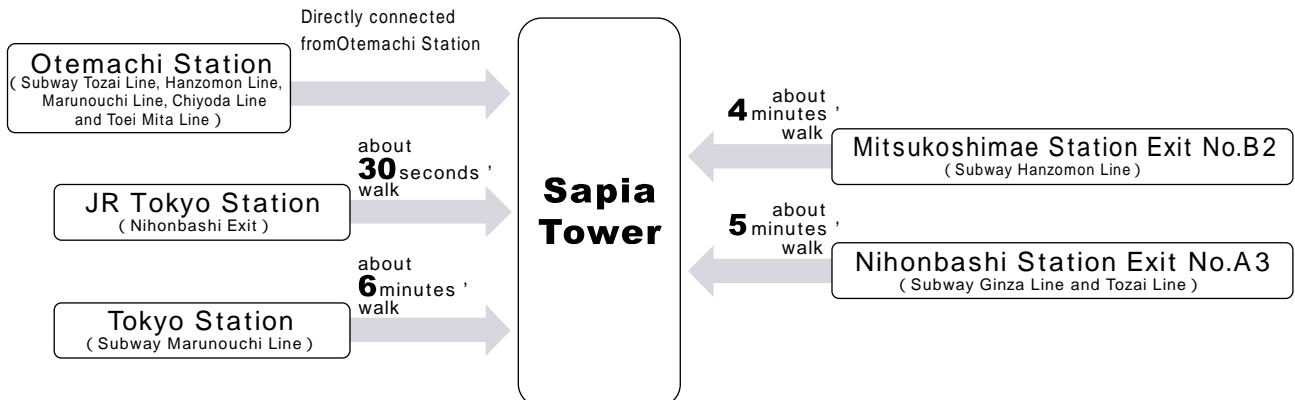 Directly connected
fromOtemachi Station
Otemachi Station
( Subway Tozai Line, Hanzomon Line,
Marunouchi Line, Chiyoda Line
and Toei Mita Line )
about
30 seconds ’
walk
JR Tokyo Station
( Nihonbashi Exit )
about
6 minutes ’
walk
Tokyo Station
( Subway Marunouchi Line )
Sapia
Tower
about
4 minutes ’
walk
Mitsukoshimae Station Exit No.B2
( Subway Hanzomon Line )
about
5 minutes ’
walk
Nihonbashi Station Exit No.A3
( Subway Ginza Line and Tozai Line )